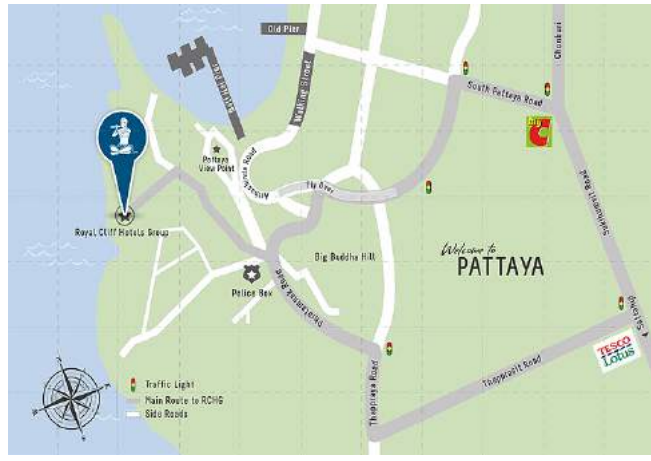 Old Pier
Walking Street
Chonburi
South Pattaya Road
big
C
Pattaya
View Point
Fly Over
Royal Cliff Hotels Group
Big Buddha Hill
Welcome to
PATTAYA
Sukhumvit Road
Police Box
Pratamnak Road
Thepprasit Road
TESCO
Lotus
Traffic Light
Main Route to RCHG
Side Roads